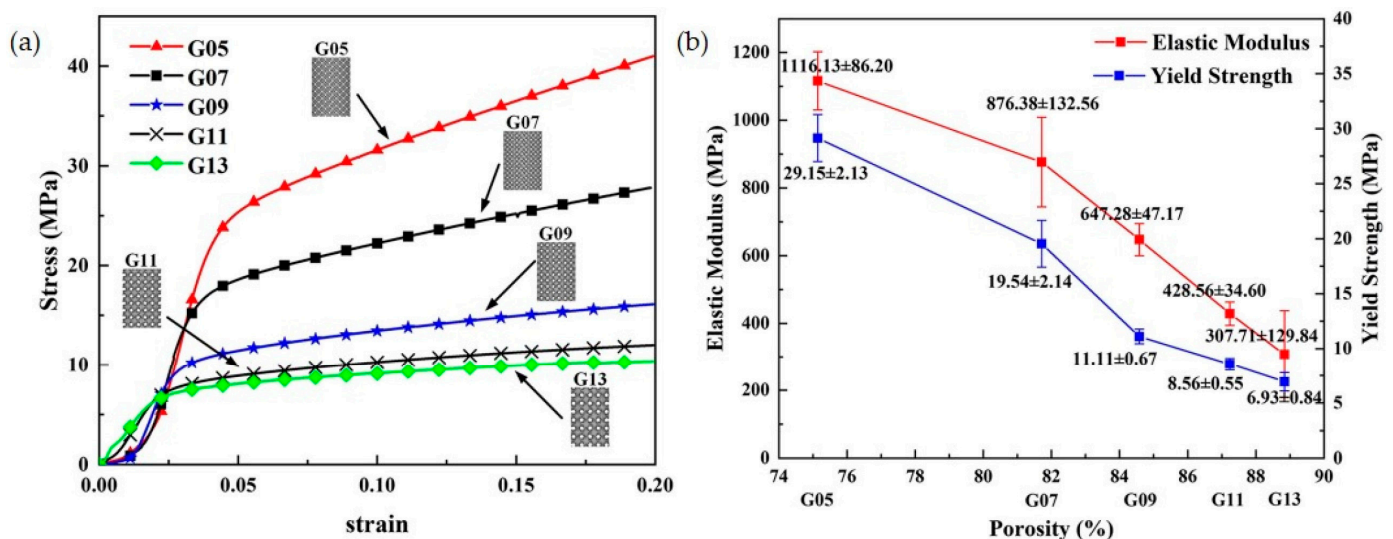 (a)
G05
G07
G09
G11
G13
G05
G07
G09
G11
G13
Stress (MPa)
40
30
20
10
0
0.00 0.05 0.10 0.15 0.20
strain
(b)
Elastic Modulus
Yield Strength
Elastic Modulus (MPa)
1200
1000
800
600
400
200
0
1116.13±86.20
876.38±132.56
647.28±47.17
428.56±34.60
307.71±129.84
29.15±2.13
19.54±2.14
11.11±0.67
8.56±0.55
6.93±0.84
40
35
30
25
20
15
10
5
0
Yield Strength (MPa)
74 76 78 80 82 84 86 88 90
G05 G07 G09 G11 G13
Porosity (%)